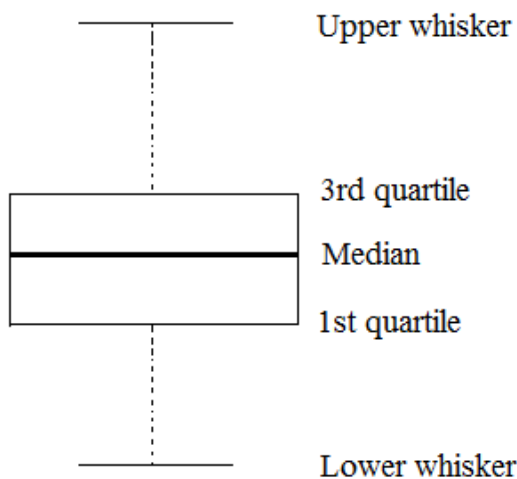 Upper whisker
3rd quartile
Median
1st quartile
Lower whisker